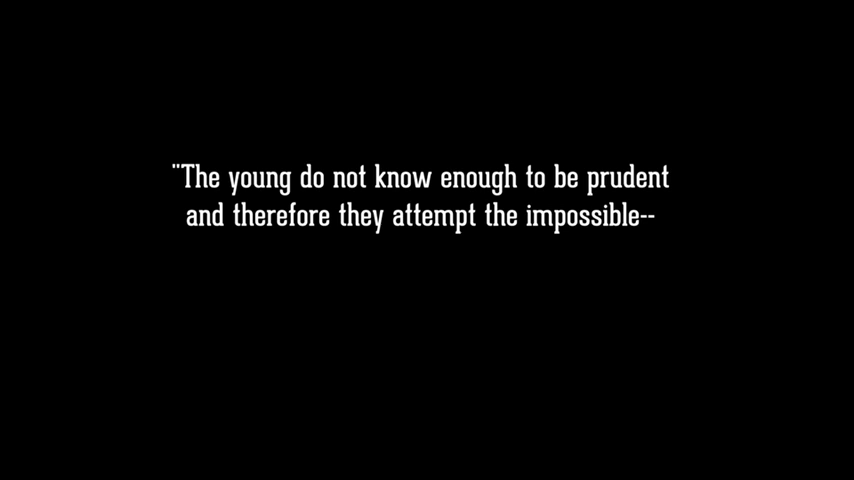 "The young do not know enough to be prudent
and therefore they attempt the impossible--